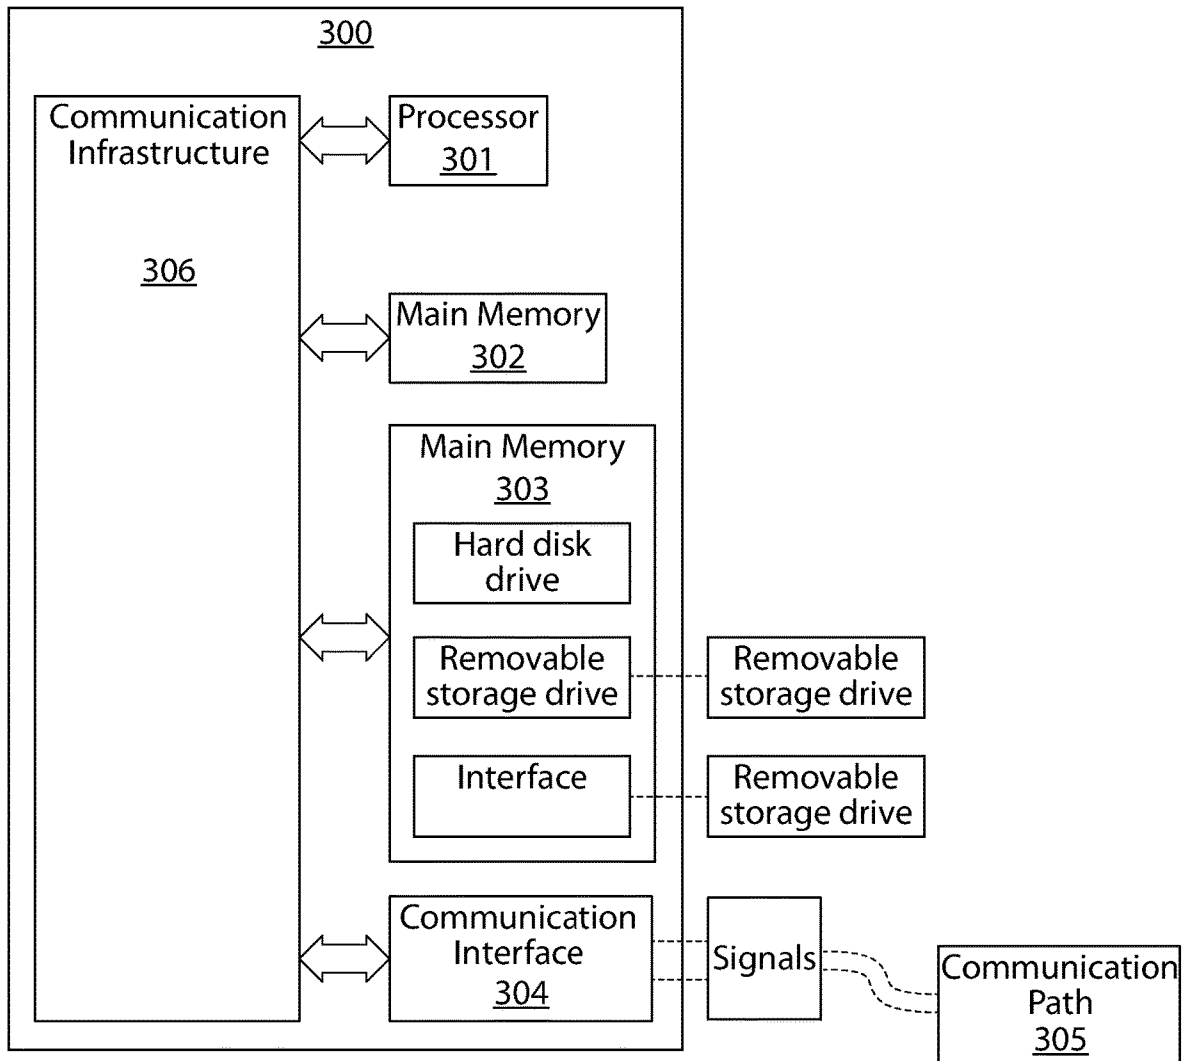 300
Communication
Infrastructure
306
Processor
301
Main Memory
302
Main Memory
303
Hard disk
drive
Removable
storage drive
Removable
storage drive
Interface
Removable
storage drive
Communication
Interface
304
Signals
Communication
Path
305